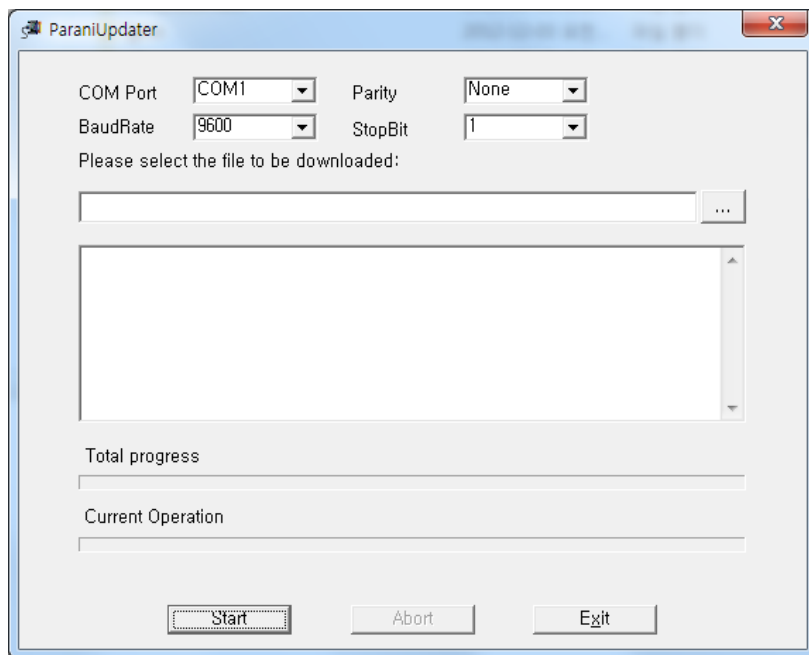 ParaniUpdater
COM Port COM1 Parity None
BaudRate 9600 StopBit 1
Please select the file to be downloaded:
...
Total progress
Current Operation
Start Abort Exit